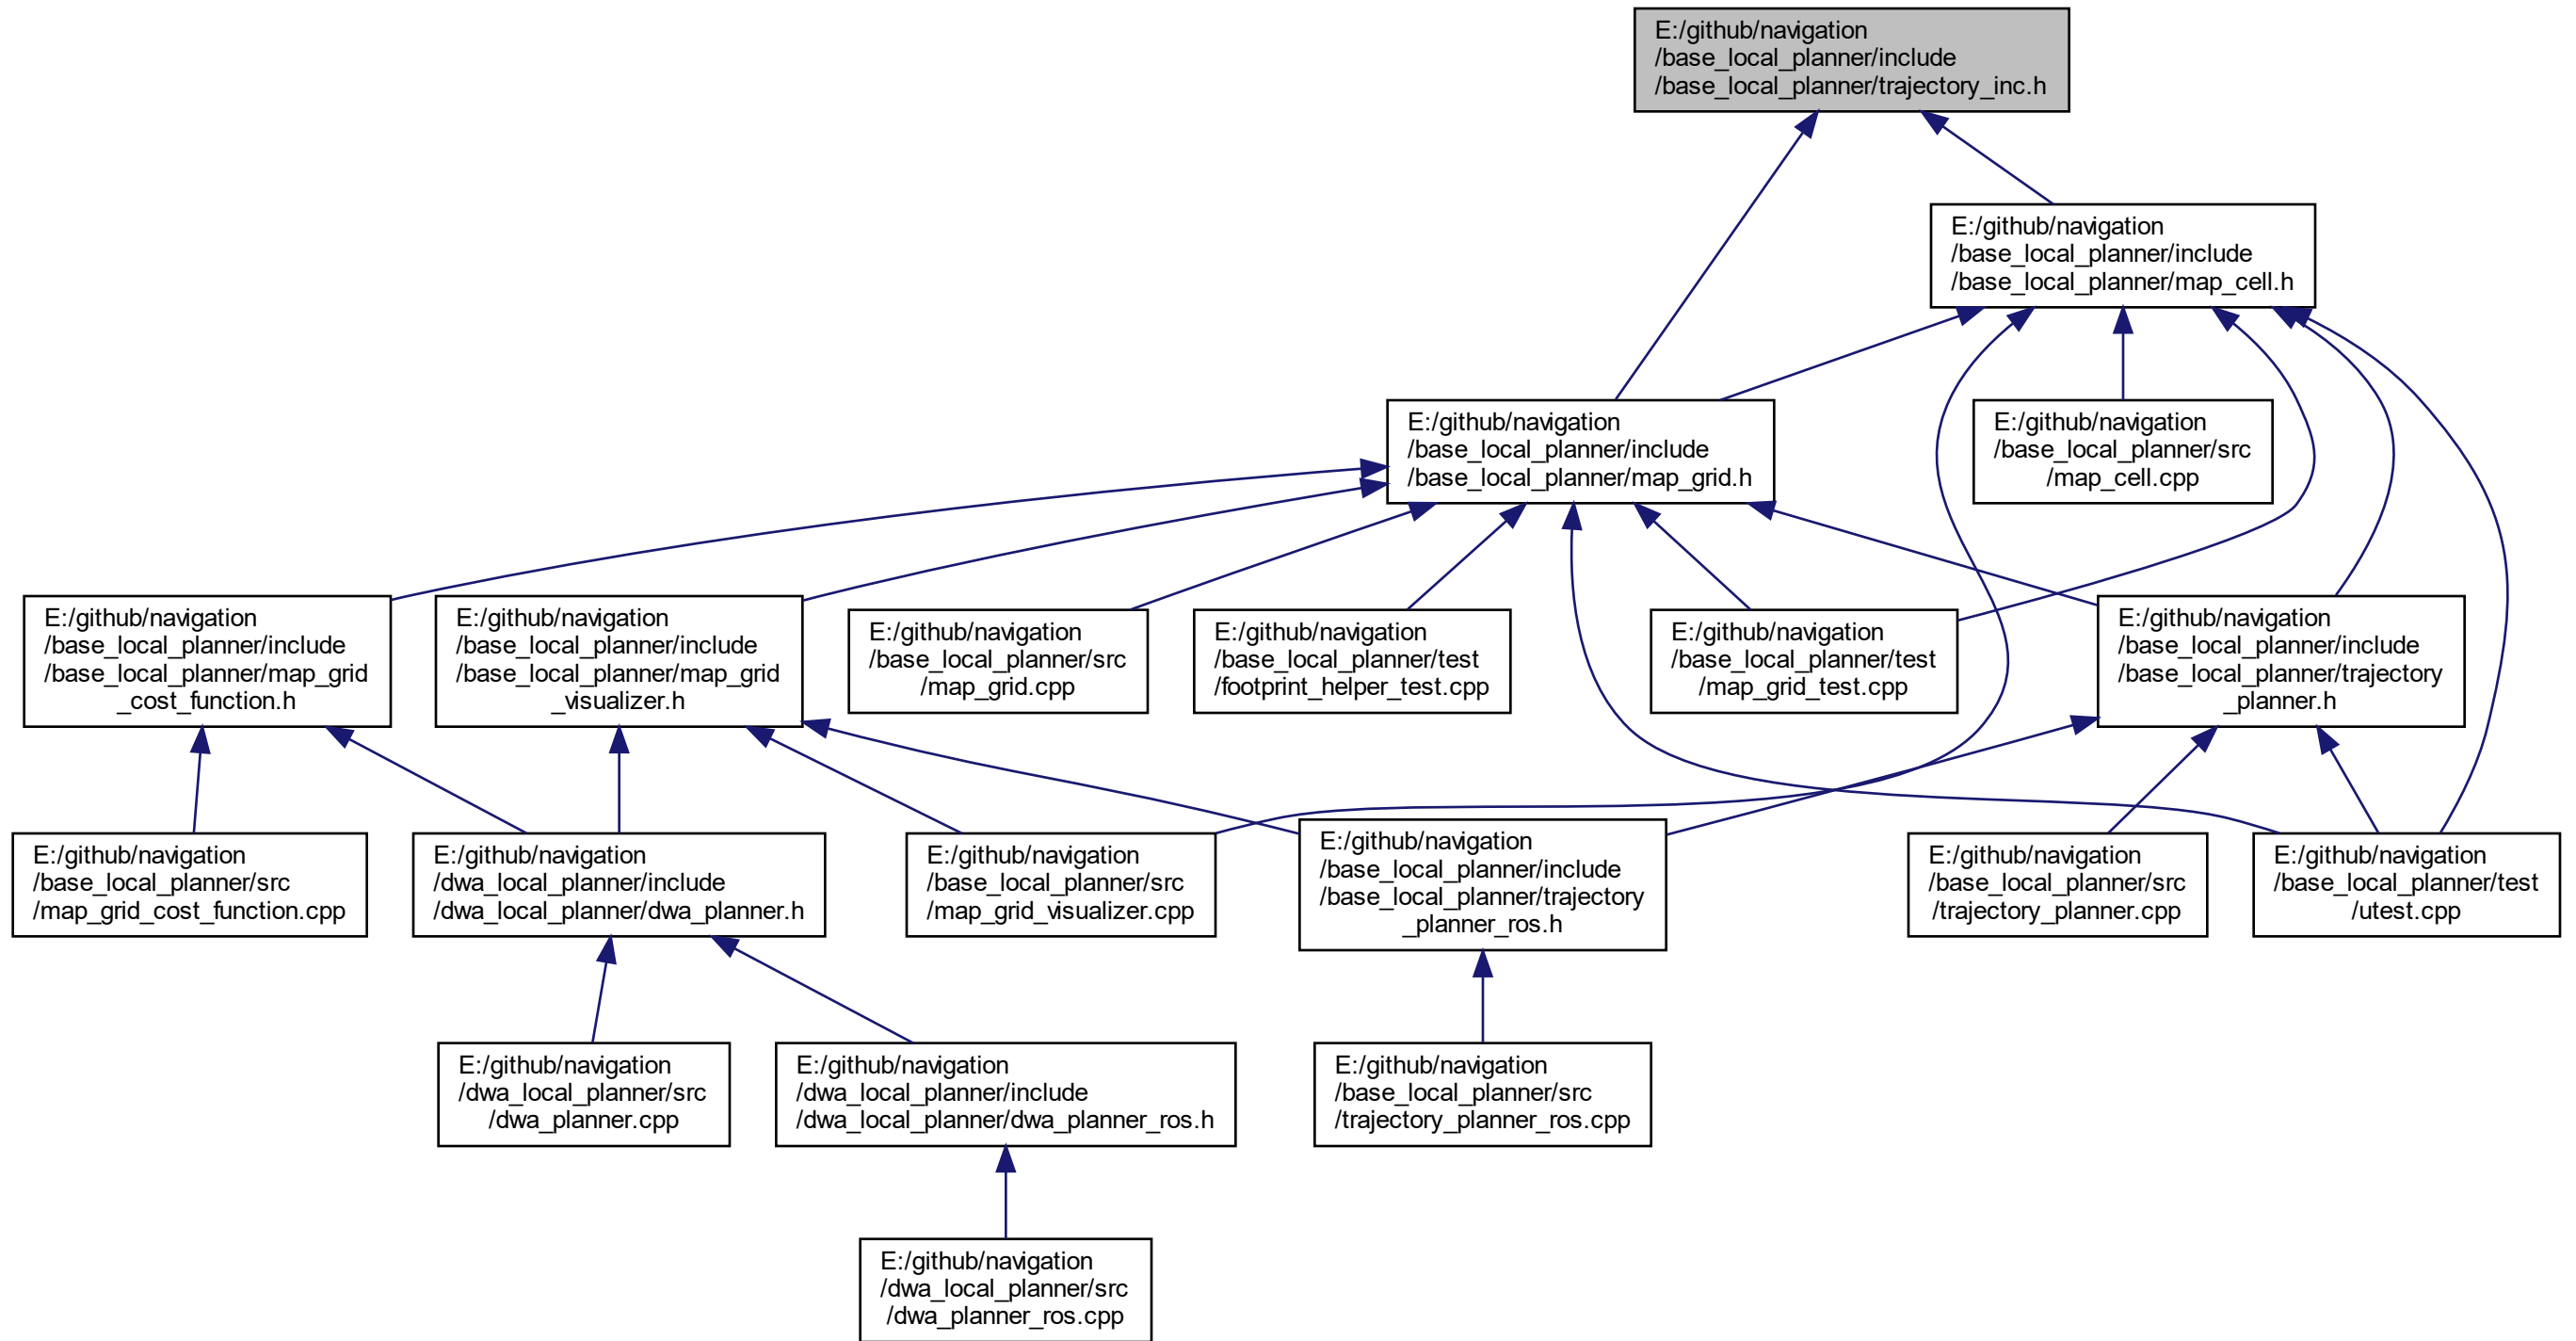 E:/github/navigation
/base_local_planner/include
/base_local_planner/trajectory_inc.h
E:/github/navigation
/base_local_planner/include
/base_local_planner/map_cell.h
E:/github/navigation
/base_local_planner/include
/base_local_planner/map_grid.h
E:/github/navigation
/base_local_planner/src
/map_cell.cpp
E:/github/navigation
/base_local_planner/include
/base_local_planner/map_grid
_cost_function.h
E:/github/navigation
/base_local_planner/include
/base_local_planner/map_grid
_visualizer.h
E:/github/navigation
/base_local_planner/src
/map_grid.cpp
E:/github/navigation
/base_local_planner/test
/footprint_helper_test.cpp
E:/github/navigation
/base_local_planner/test
/map_grid_test.cpp
E:/github/navigation
/base_local_planner/include
/base_local_planner/trajectory
_planner.h
E:/github/navigation
/base_local_planner/src
/map_grid_cost_function.cpp
E:/github/navigation
/dwa_local_planner/include
/dwa_local_planner/dwa_planner.h
E:/github/navigation
/base_local_planner/src
/map_grid_visualizer.cpp
E:/github/navigation
/base_local_planner/include
/base_local_planner/trajectory
_planner_ros.h
E:/github/navigation
/base_local_planner/src
/trajectory_planner.cpp
E:/github/navigation
/base_local_planner/test
/utest.cpp
E:/github/navigation
/dwa_local_planner/src
/dwa_planner.cpp
E:/github/navigation
/dwa_local_planner/include
/dwa_local_planner/dwa_planner_ros.h
E:/github/navigation
/base_local_planner/src
/trajectory_planner_ros.cpp
E:/github/navigation
/dwa_local_planner/src
/dwa_planner_ros.cpp